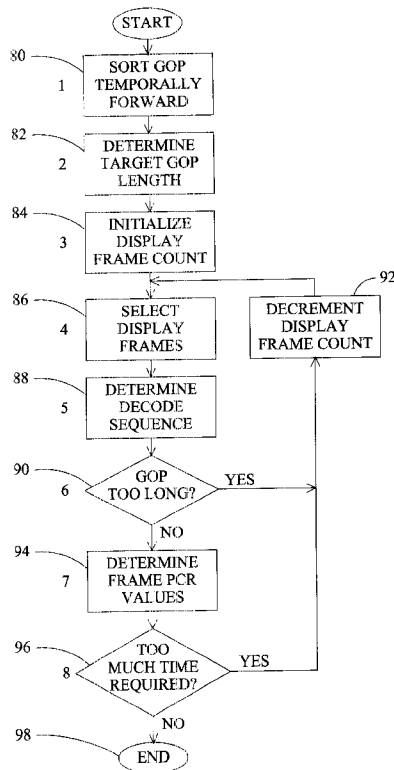 START
80
1
SORT GOP
TEMPORALLY
FORWARD
82
2
DETERMINE
TARGET GOP
LENGTH
84
3
INITIALIZE
DISPLAY
FRAME COUNT
92
DECREMENT
DISPLAY
FRAME COUNT
86
4
SELECT
DISPLAY
FRAMES
88
5
DETERMINE
DECODE
SEQUENCE
90
6
GOP
TOO LONG?
YES
NO
94
7
DETERMINE
FRAME PCR
VALUES
96
8
TOO
MUCH TIME
REQUIRED?
YES
NO
98
END